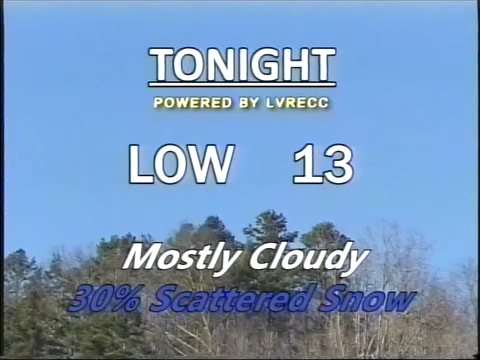 TONIGHT
POWERED BY LVRECC
LOW 13
Mostly Cloudy
30% Scattered Snow